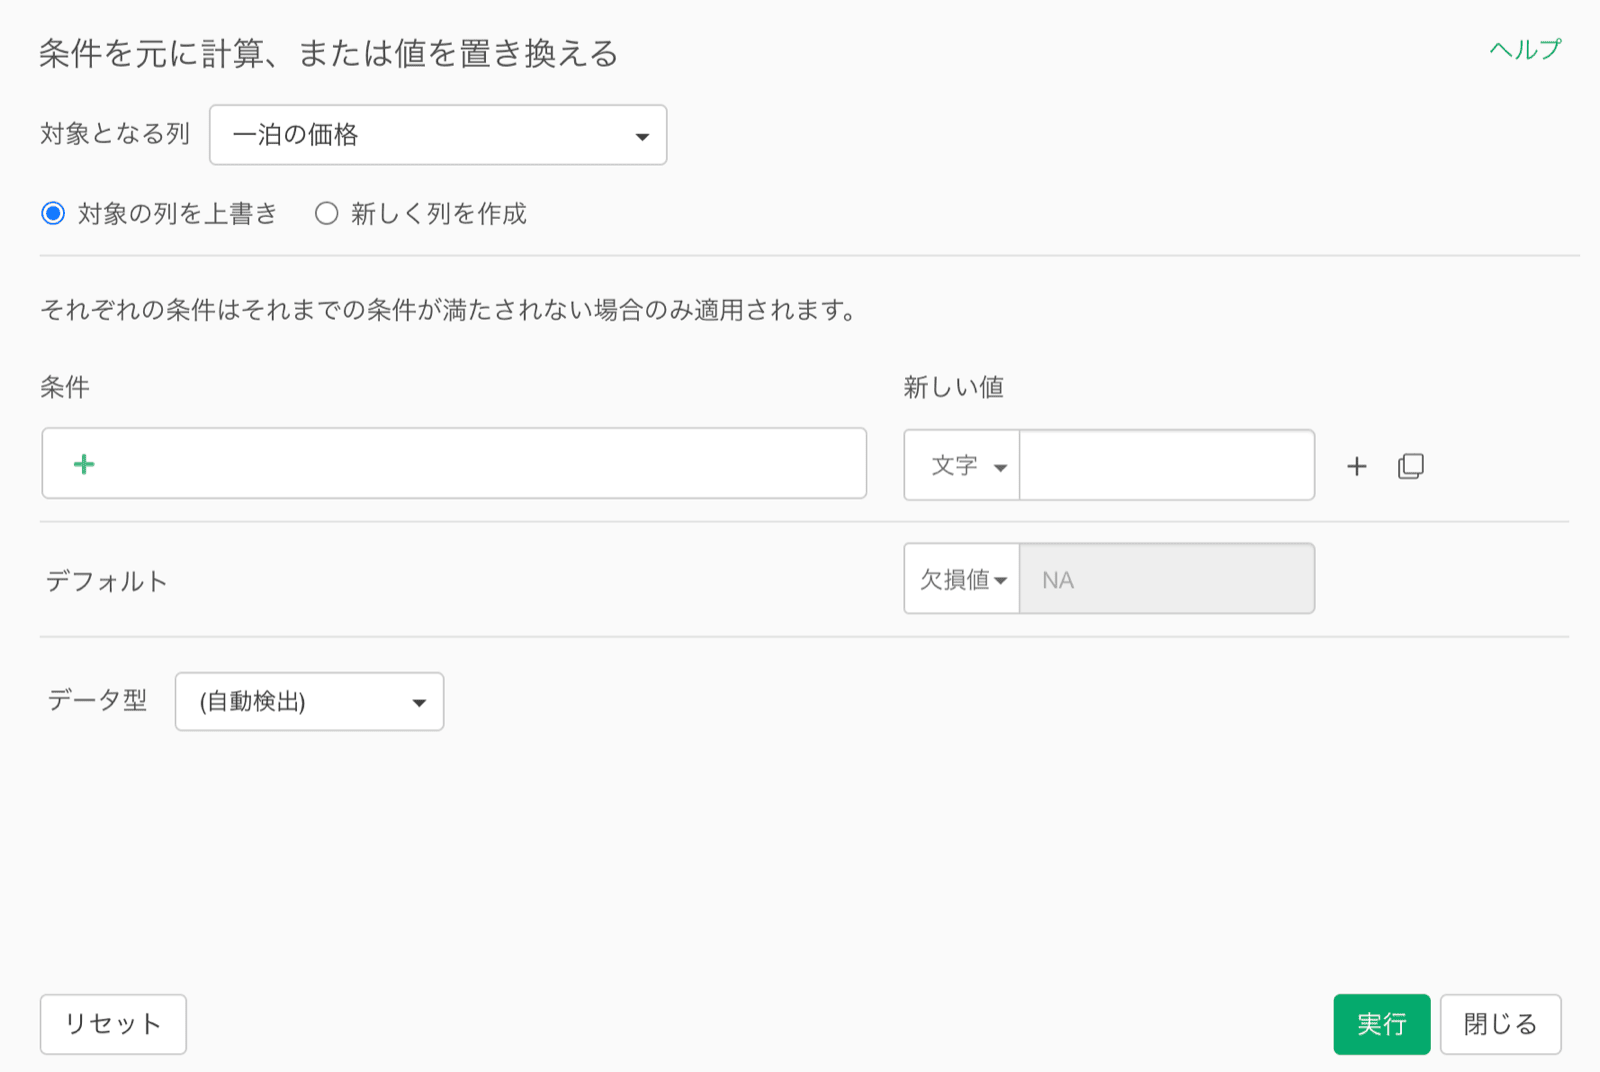 条件を元に計算、または値を置き換える
ヘルプ
対象となる列 一泊の価格
対象の列を上書き 新しく列を作成
それぞれの条件はそれまでの条件が満たされない場合のみ適用されます。
条件 新しい値
文字
デフォルト 欠損値 NA
データ型 (自動検出)
リセット 実行 閉じる